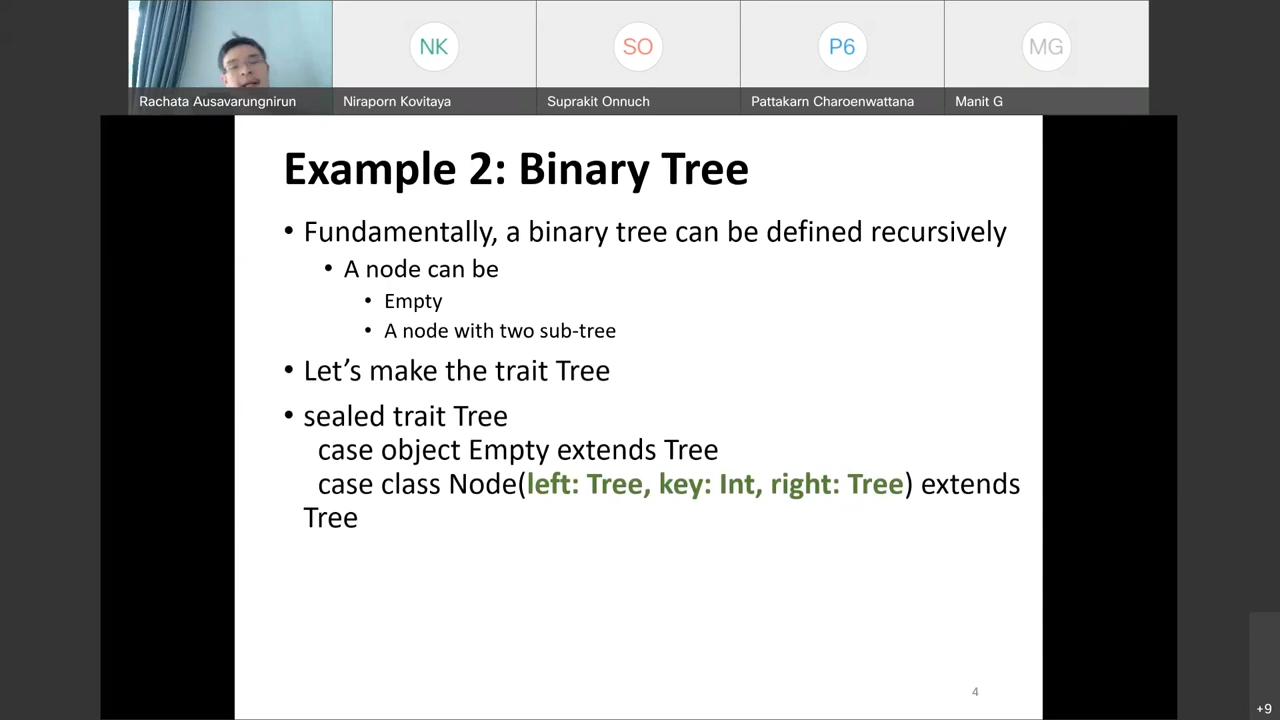 NK
SO
P6
MG
Rachata Ausavarungnirun
Niraporn Kovitaya
Suprakit Onnuch
Pattakarn Charoenwattana
Manit G
Example 2: Binary Tree
• Fundamentally, a binary tree can be defined recursively
• A node can be
• Empty
• A node with two sub-tree
• Let’s make the trait Tree
• sealed trait Tree
case object Empty extends Tree
case class Node(left: Tree, key: Int, right: Tree) extends
Tree
4
+9